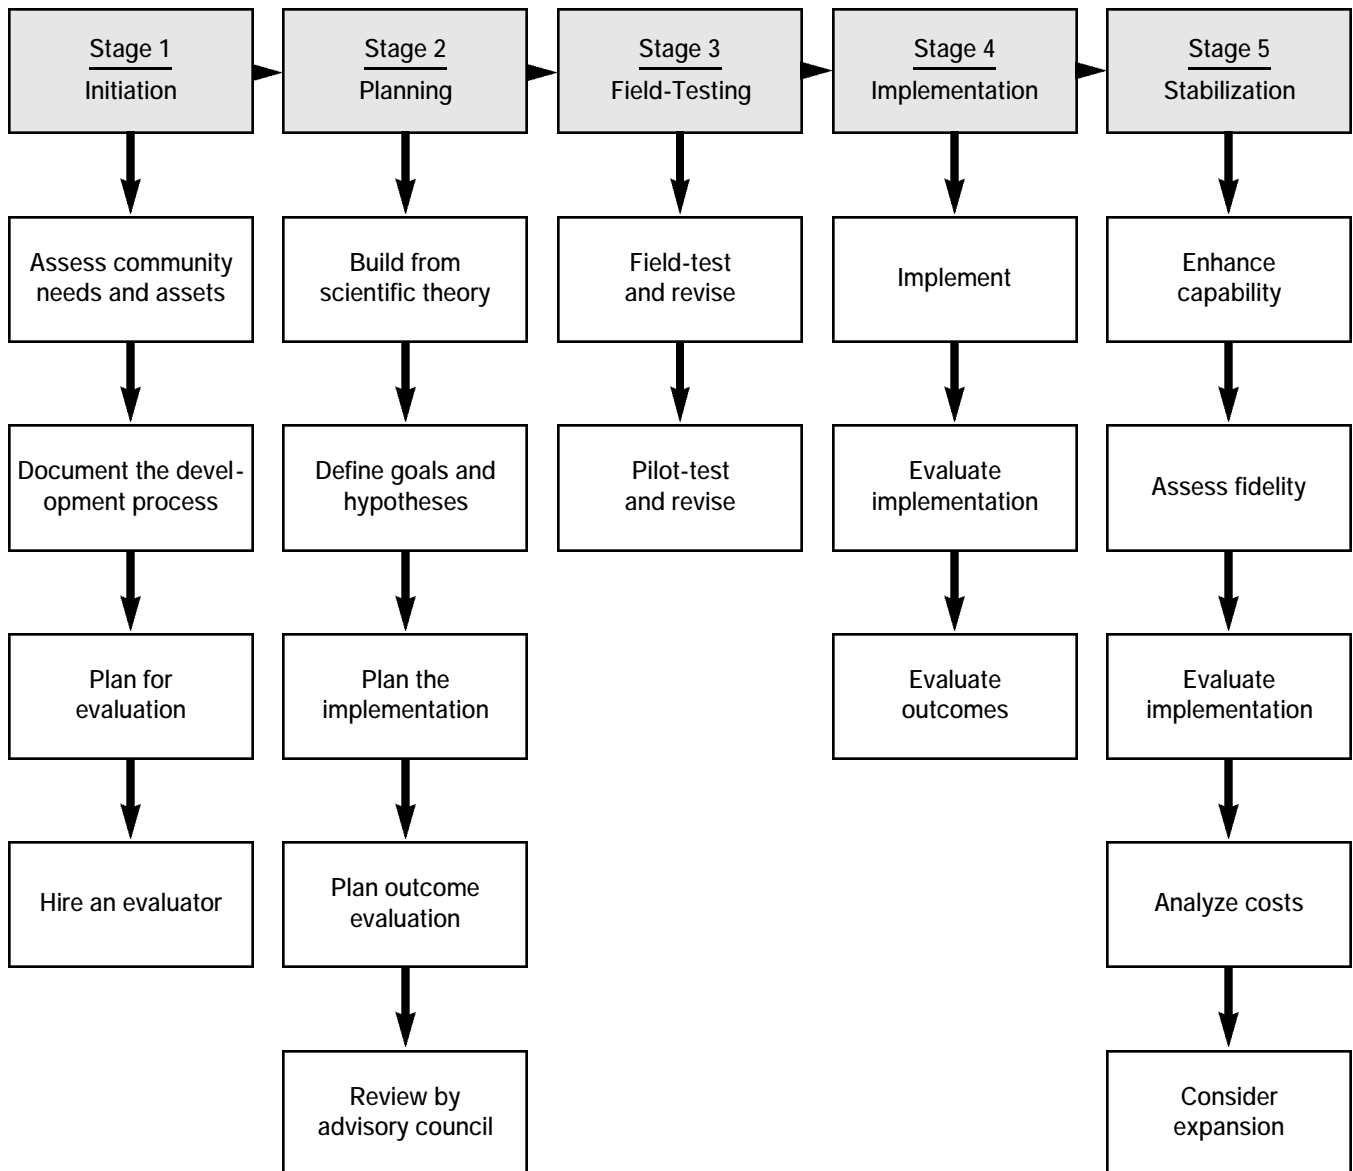 Stage 1
Initiation
Stage 2
Planning
Stage 3
Field-Testing
Stage 4
Implementation
Stage 5
Stabilization
Assess community
needs and assets
Build from
scientific theory
Field-test
and revise
Implement
Enhance
capability
Document the devel-
opment process
Define goals and
hypotheses
Pilot-test
and revise
Evaluate
implementation
Assess fidelity
Plan for
evaluation
Plan the
implementation
Evaluate
outcomes
Evaluate
implementation
Hire an evaluator
Plan outcome
evaluation
Analyze costs
Review by
advisory council
Consider
expansion